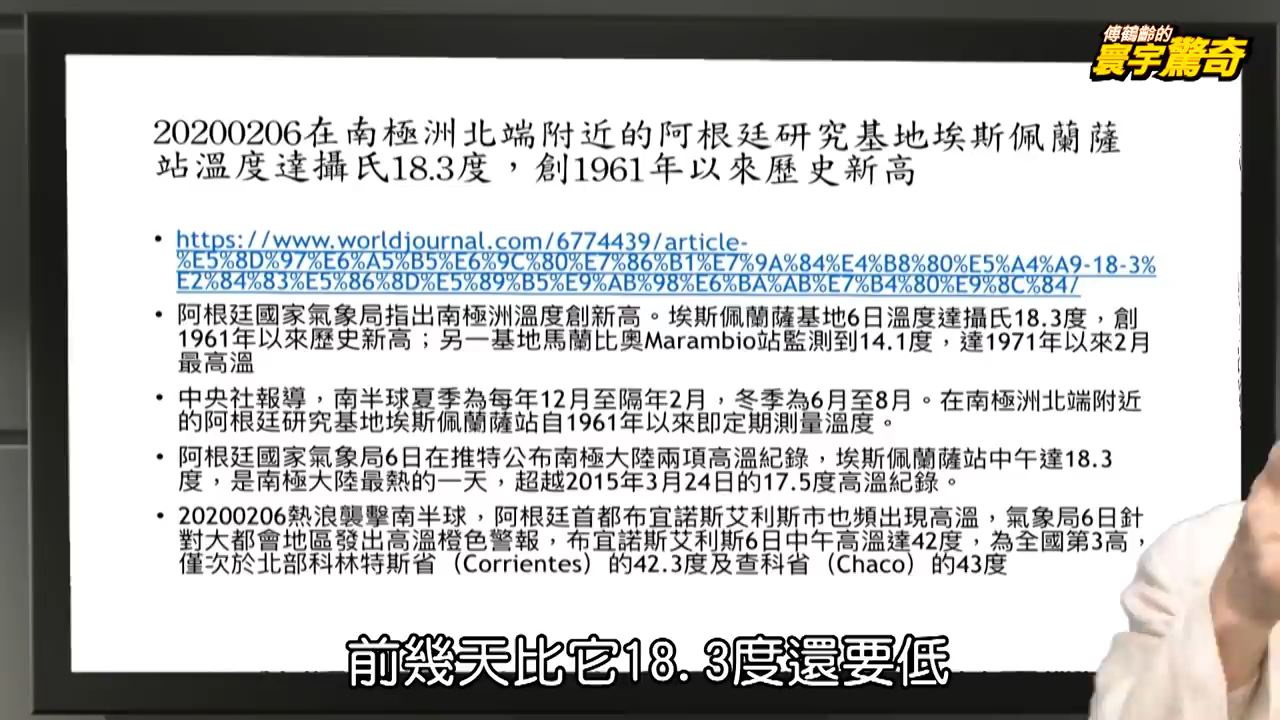 傅鶴齡的
寰宇驚奇
20200206在南極洲北端附近的阿根廷研究基地埃斯佩蘭薩
站溫度達攝氏18.3度，創1961年以來歷史新高
• https://www.worldjournal.com/6774439/article-
%E5%8D%97%E6%A5%B5%E6%9C%80%E7%86%B1%E7%9A%84%E4%B8%80%E5%A4%A9-18-3%
E2%84%83%E5%86%8D%E5%89%B5%E9%AB%98%E6%BA%AB%E7%B4%80%E9%8C%84/
• 阿根廷國家氣象局指出南極洲溫度創新高。埃斯佩蘭薩基地6日溫度達攝氏18.3度，創
1961年以來歷史新高；另一基地馬蘭比奧Marambio站監測到14.1度，達1971年以來2月
最高溫
• 中央社報導，南半球夏季為每年12月至隔年2月，冬季為6月至8月。在南極洲北端附近
的阿根廷研究基地埃斯佩蘭薩站自1961年以來即定期測量溫度。
• 阿根廷國家氣象局6日在推特公布南極大陸兩項高溫紀錄，埃斯佩蘭薩站中午達18.3
度，是南極大陸最熱的一天，超越2015年3月24日的17.5度高溫紀錄。
• 20200206熱浪襲擊南半球，阿根廷首都布宜諾斯艾利斯市也頻出現高溫，氣象局6日針
對大都會地區發出高溫橙色警報，布宜諾斯艾利斯6日中午高溫達42度，為全國第3高，
僅次於北部科林特斯省（Corrientes）的42.3度及查科省（Chaco）的43度
前幾天比它18.3度還要低